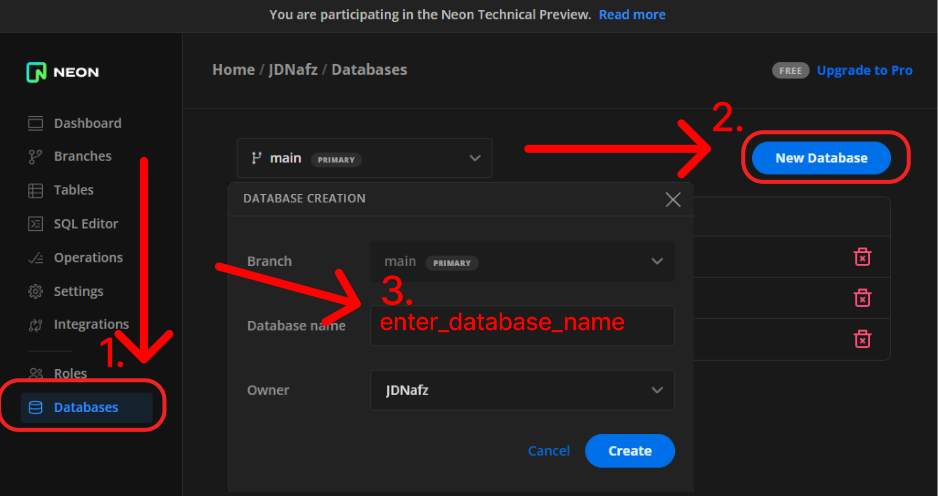 You are participating in the Neon Technical Preview. Read more
NEON
Home / JDNafz / Databases
FREE Upgrade to Pro
Dashboard
Branches
Tables
SQL Editor
Operations
Settings
Integrations
1.
Roles
Databases
main PRIMARY
2.
New Database
DATABASE CREATION
Branch
main PRIMARY
3.
Database name
enter_database_name
Owner
JDNafz
Cancel
Create